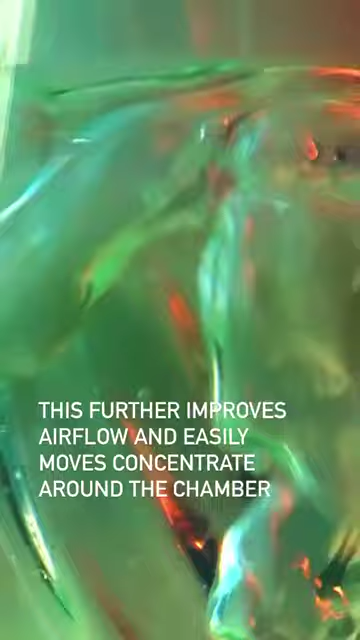 THIS FURTHER IMPROVES
AIRFLOW AND EASILY
MOVES CONCENTRATE
AROUND THE CHAMBER